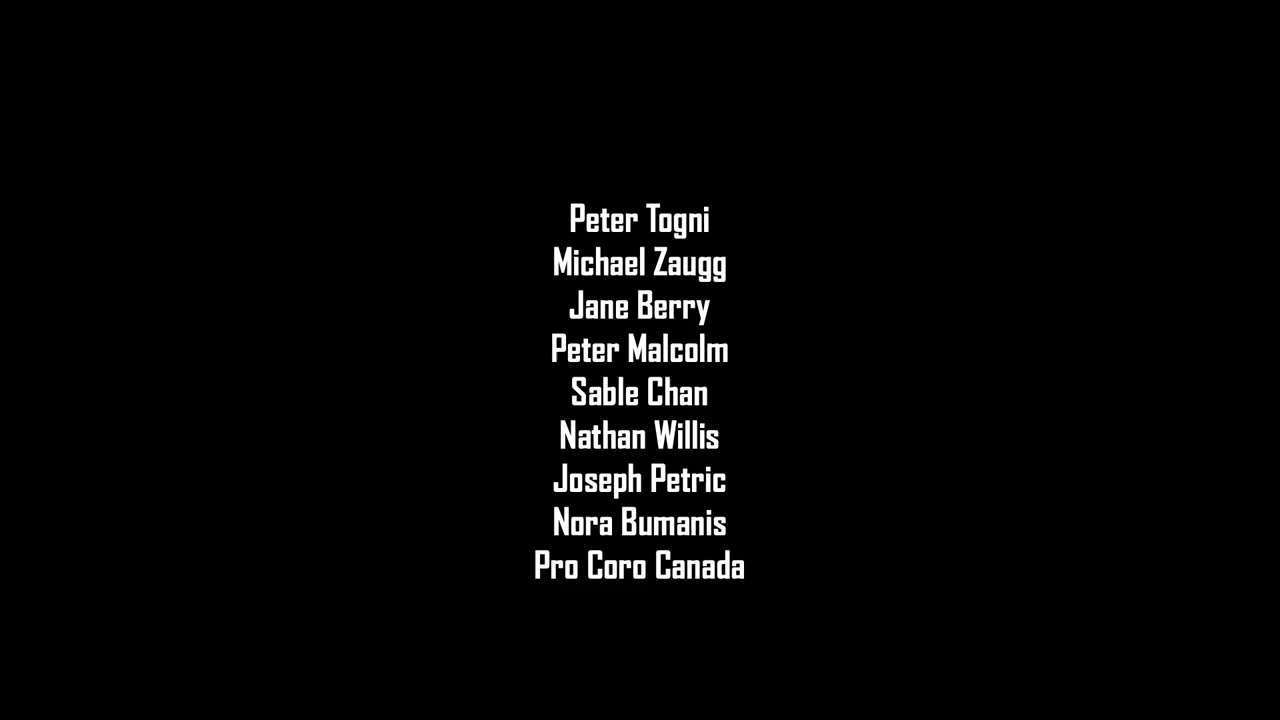 Peter Togni
Michael Zaugg
Jane Berry
Peter Malcolm
Sable Chan
Nathan Willis
Joseph Petric
Nora Bumanis
Pro Coro Canada